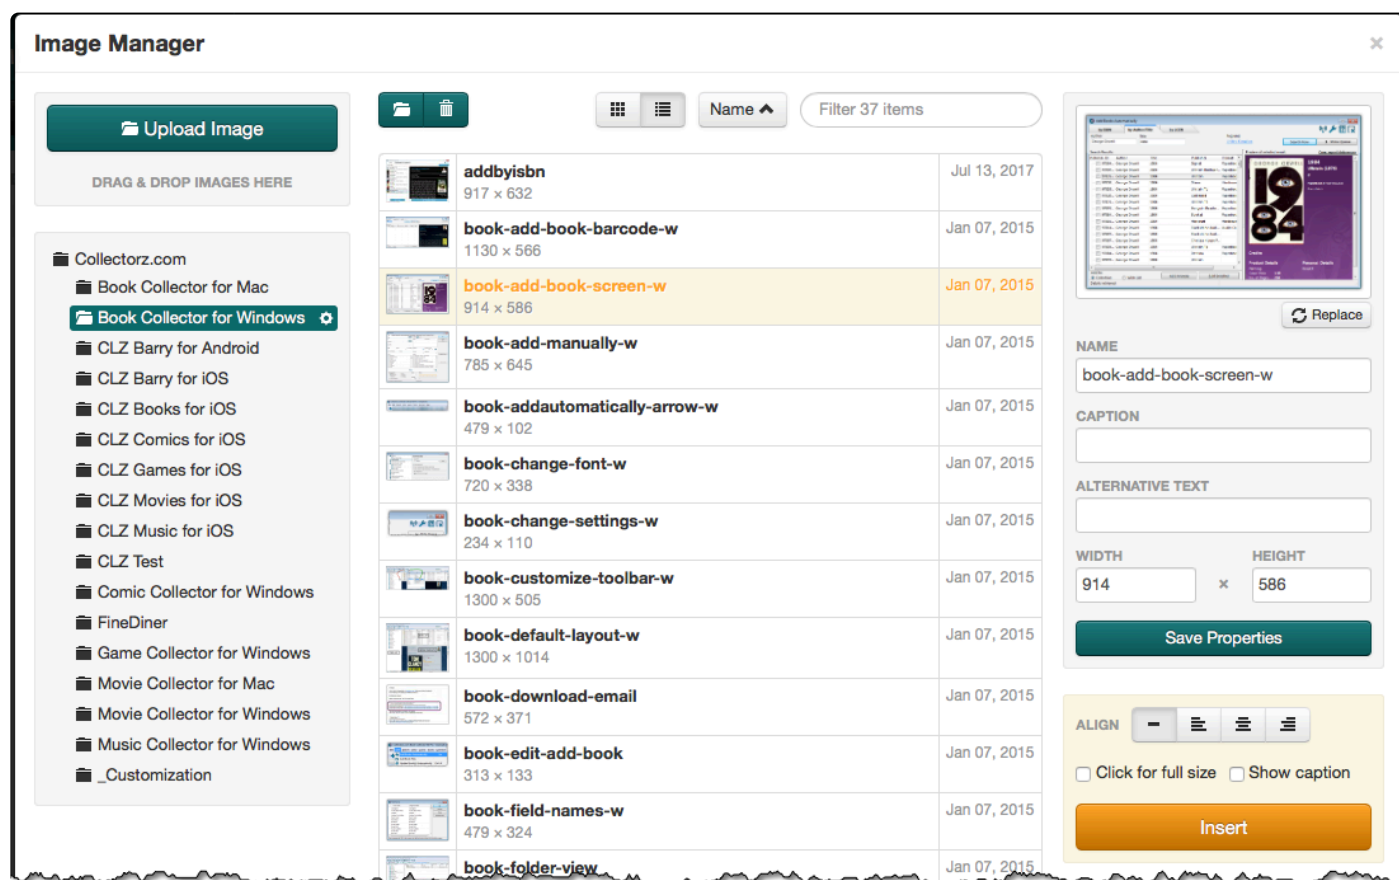 Image Manager
×
Upload Image
DRAG & DROP IMAGES HERE
Collectorz.com
Book Collector for Mac
Book Collector for Windows
CLZ Barry for Android
CLZ Barry for iOS
CLZ Books for iOS
CLZ Comics for iOS
CLZ Games for iOS
CLZ Movies for iOS
CLZ Music for iOS
CLZ Test
Comic Collector for Windows
FineDiner
Game Collector for Windows
Movie Collector for Mac
Movie Collector for Windows
Music Collector for Windows
_Customization
Name
Filter 37 items
addbyisbn Jul 13, 2017
917 × 632
book-add-book-barcode-w Jan 07, 2015
1130 × 566
book-add-book-screen-w Jan 07, 2015
914 × 586
book-add-manually-w Jan 07, 2015
785 × 645
book-addautomatically-arrow-w Jan 07, 2015
479 × 102
book-change-font-w Jan 07, 2015
720 × 338
book-change-settings-w Jan 07, 2015
234 × 110
book-customize-toolbar-w Jan 07, 2015
1300 × 505
book-default-layout-w Jan 07, 2015
1300 × 1014
book-download-email Jan 07, 2015
572 × 371
book-edit-add-book Jan 07, 2015
313 × 133
book-field-names-w Jan 07, 2015
479 × 324
book-folder-view Jan 07, 2015
1984
Replace
NAME
book-add-book-screen-w
CAPTION
ALTERNATIVE TEXT
WIDTH HEIGHT
914 × 586
Save Properties
ALIGN
Click for full size Show caption
Insert